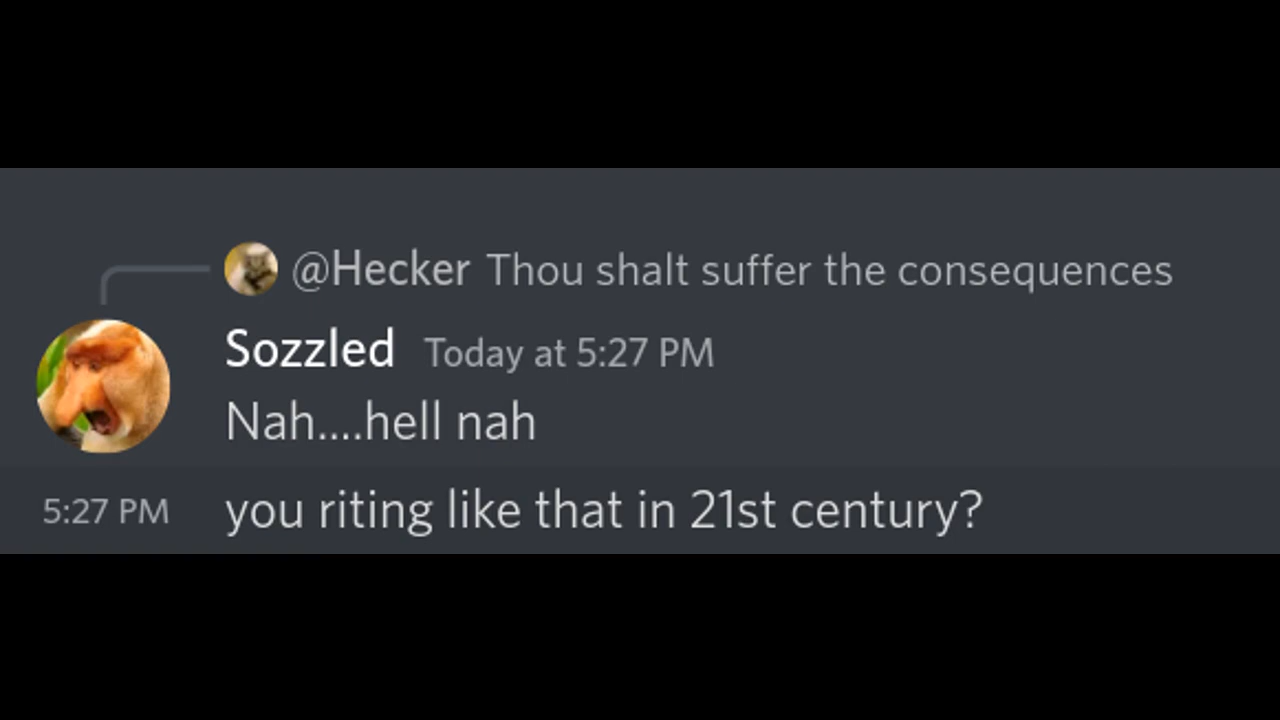 @Hecker Thou shalt suffer the consequences
Sozzled Today at 5:27 PM
Nah....hell nah
5:27 PM you riting like that in 21st century?